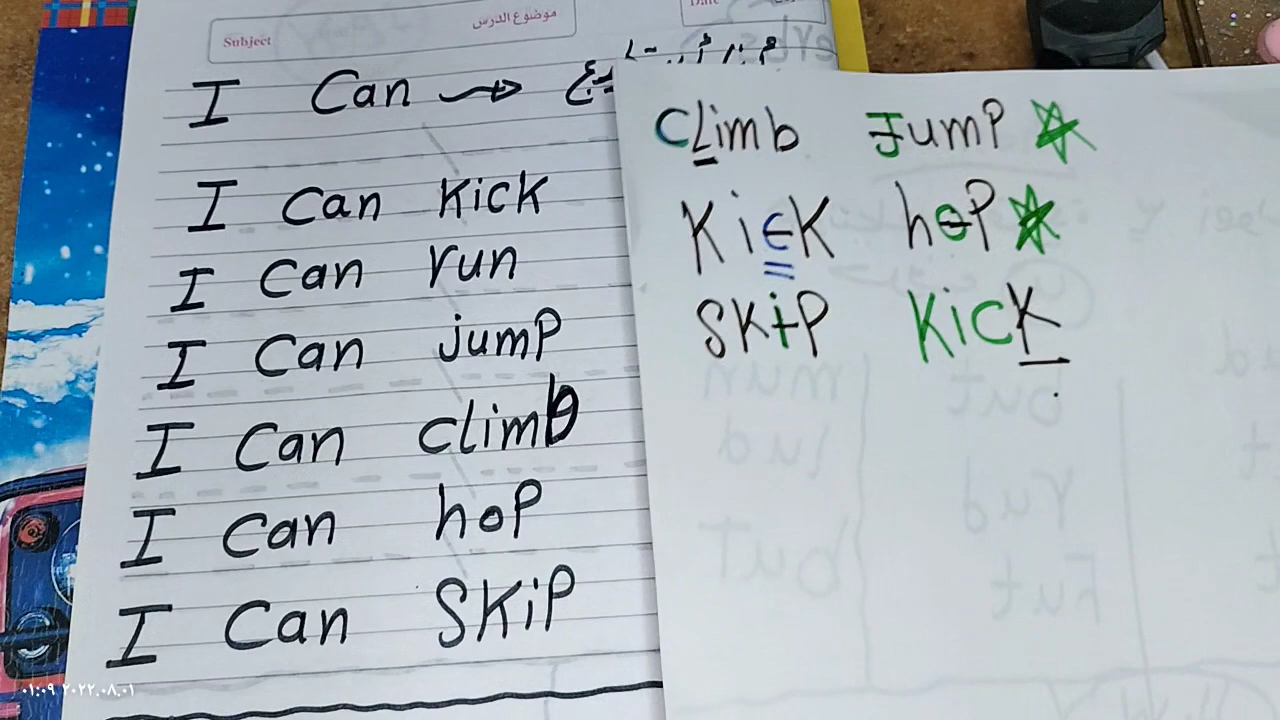 Subject موضوع الدرس
Date
I Can →
I Can Kick
I Can run
I Can jump
I Can climb
I Can hop
I Can SKiP
Climb Jump
Kick hop
SKiP Kick
٠١:٠٩ ٢٠٢٢.٠٨.٠١